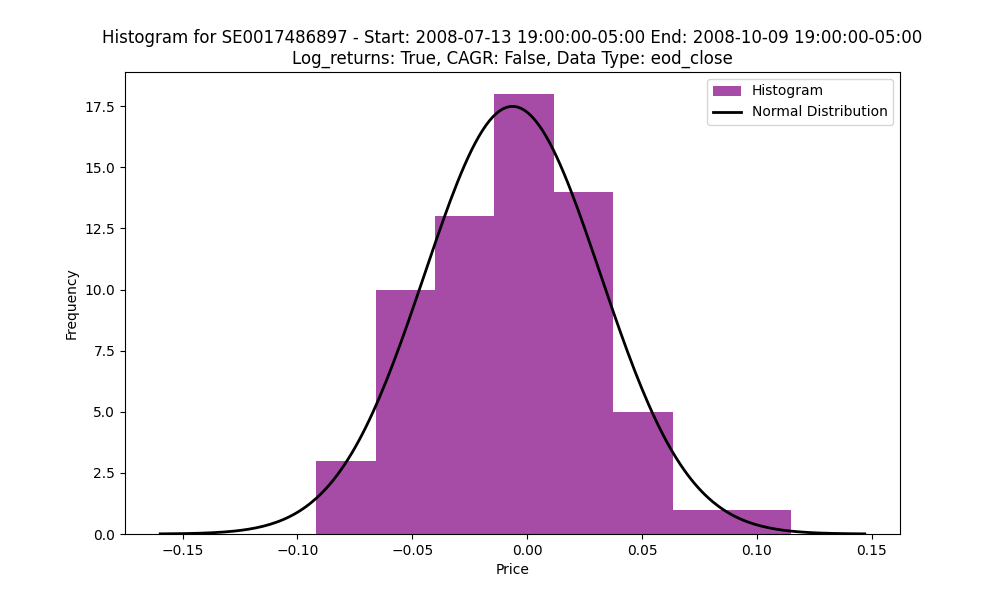 Histogram for SE0017486897 - Start: 2008-07-13 19:00:00-05:00 End: 2008-10-09 19:00:00-05:00
Log_returns: True, CAGR: False, Data Type: eod_close
Histogram
Normal Distribution
17.5
15.0
12.5
10.0
7.5
5.0
2.5
0.0
Frequency
−0.15
−0.10
−0.05
0.00
0.05
0.10
0.15
Price